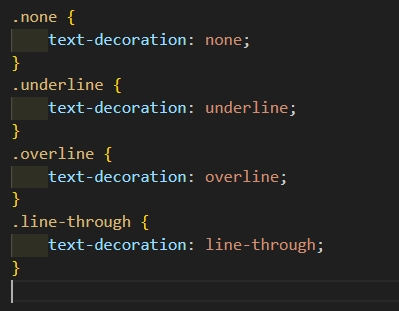 .none {
    text-decoration: none;
}
.underline {
    text-decoration: underline;
}
.overline {
    text-decoration: overline;
}
.line-through {
    text-decoration: line-through;
}